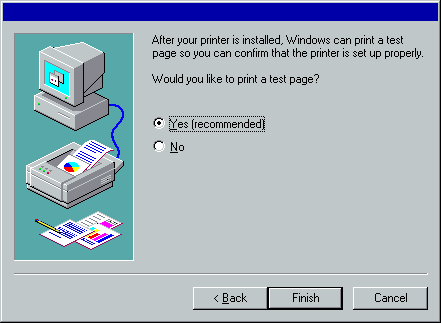 After your printer is installed, Windows can print a test
page so you can confirm that the printer is set up properly.
Would you like to print a test page?
Yes (recommended)
No
< Back
Finish
Cancel